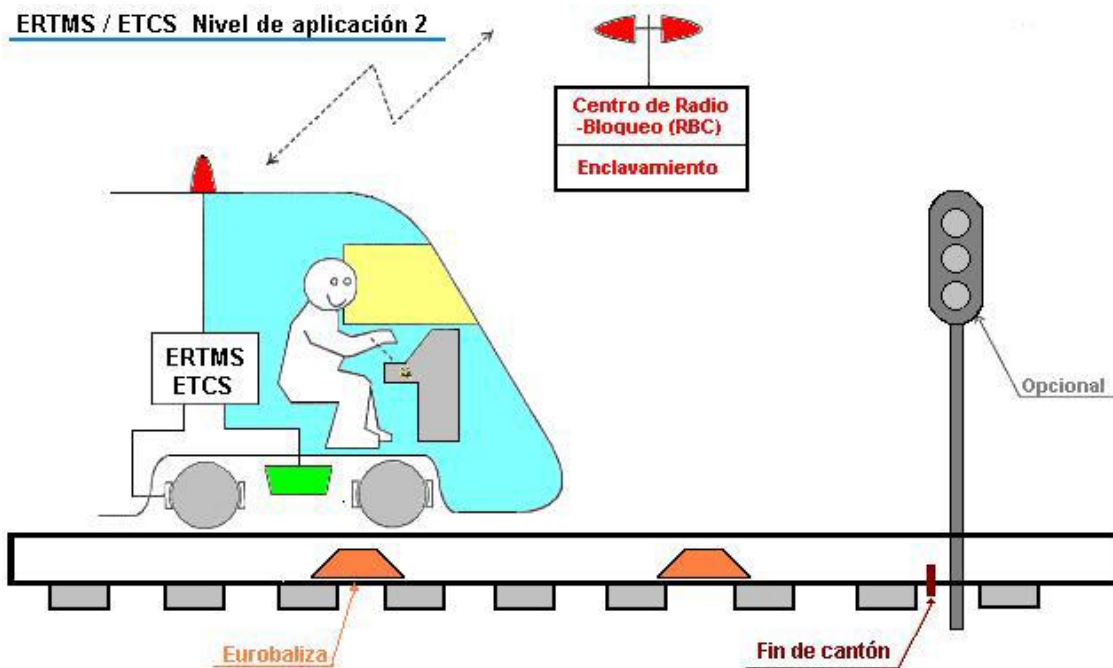 ERTMS / ETCS Nivel de aplicación 2
Centro de Radio
-Bloqueo (RBC)
Enclavamiento
ERTMS
ETCS
Opcional
Eurobaliza
Fin de cantón